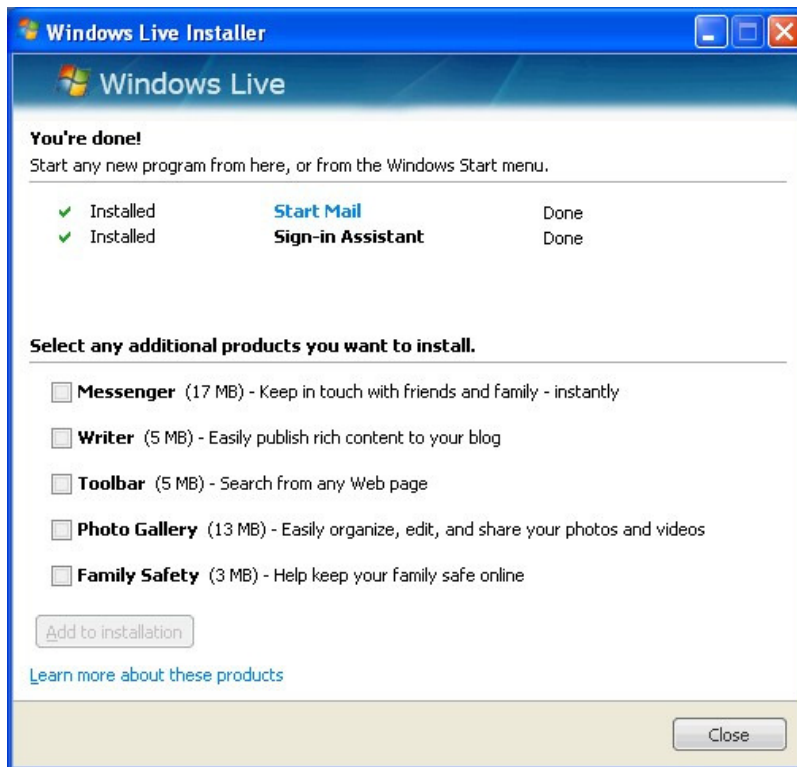 Windows Live Installer
Windows Live
You're done!
Start any new program from here, or from the Windows Start menu.
Installed Start Mail Done
Installed Sign-in Assistant Done
Select any additional products you want to install.
Messenger (17 MB) - Keep in touch with friends and family - instantly
Writer (5 MB) - Easily publish rich content to your blog
Toolbar (5 MB) - Search from any Web page
Photo Gallery (13 MB) - Easily organize, edit, and share your photos and videos
Family Safety (3 MB) - Help keep your family safe online
Add to installation
Learn more about these products
Close